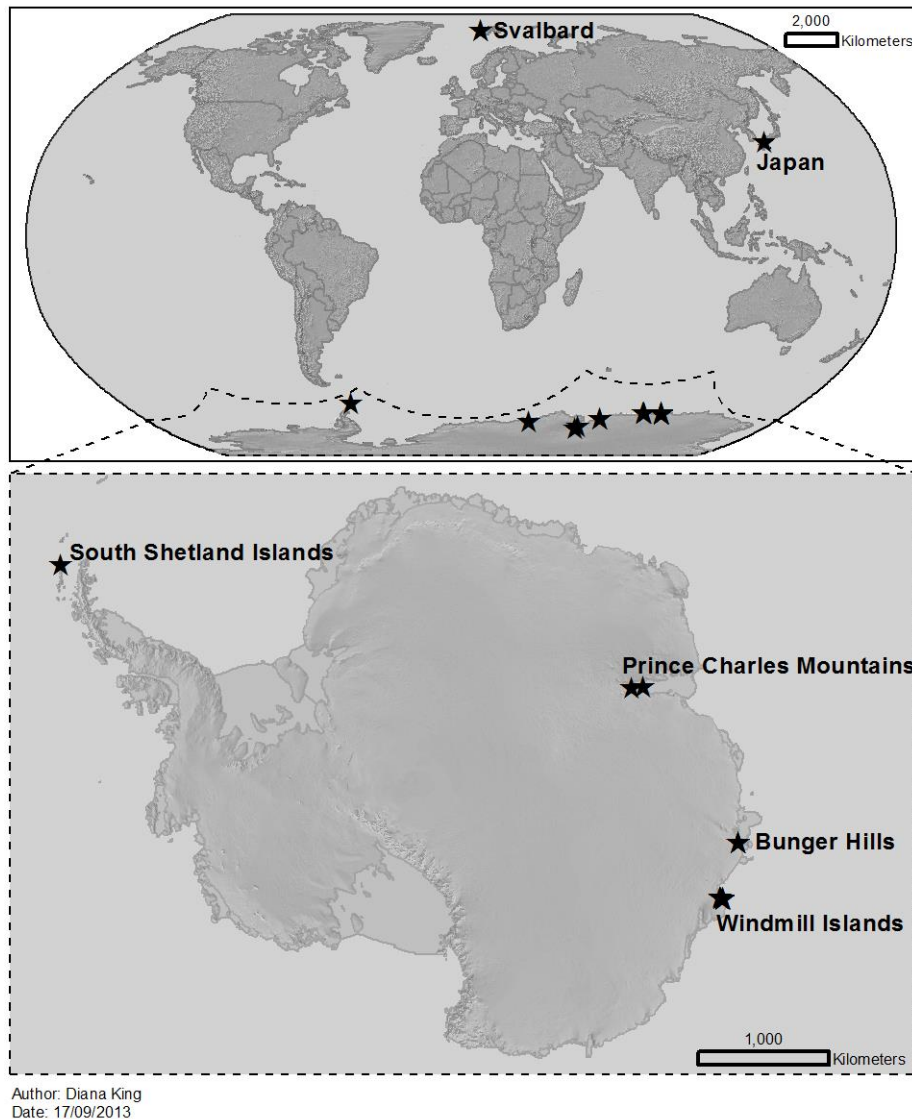 Svalbard
2,000
Kilometers
Japan
South Shetland Islands
Prince Charles Mountains
Bunger Hills
Windmill Islands
1,000
Kilometers
Author: Diana King
Date: 17/09/2013